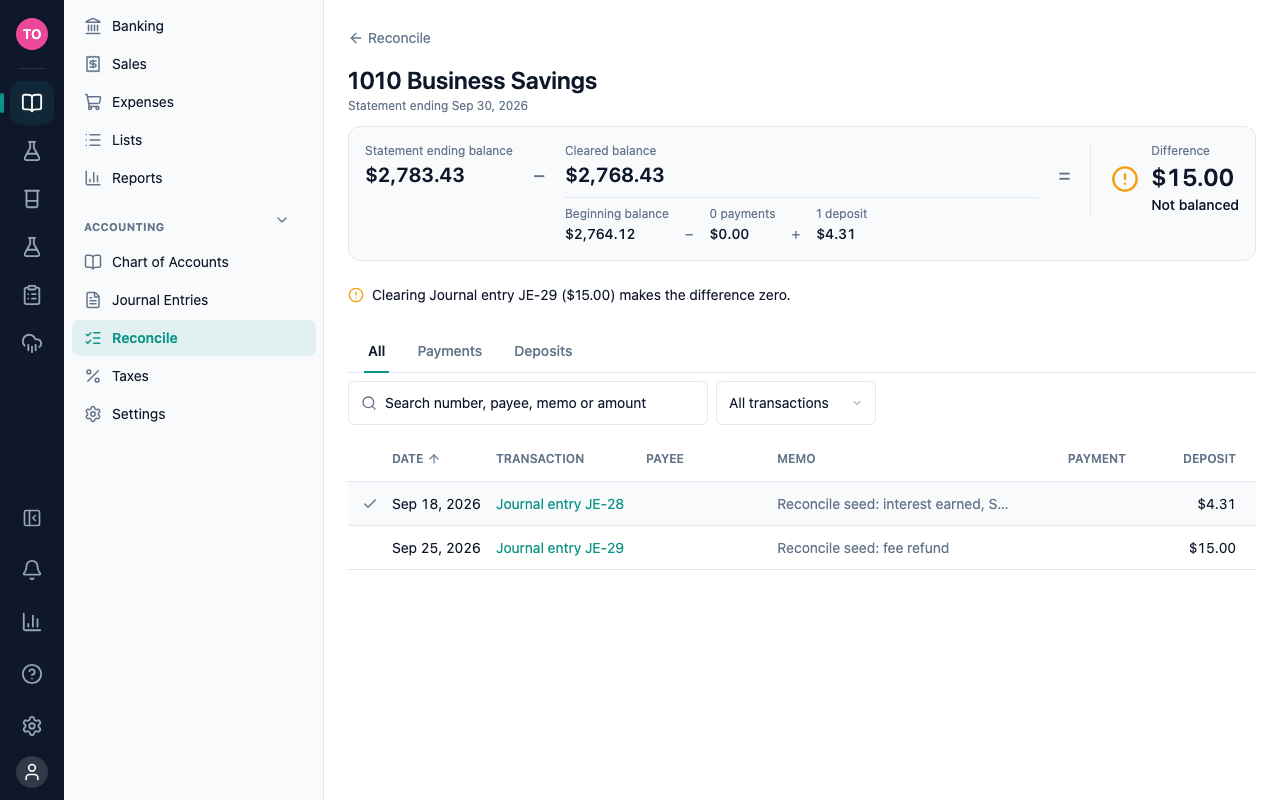 TO
Banking
Sales
Expenses
Lists
Reports
ACCOUNTING
Chart of Accounts
Journal Entries
Reconcile
Taxes
Settings
Reconcile
1010 Business Savings
Statement ending Sep 30, 2026
Statement ending balance
$2,783.43
–
Cleared balance
$2,768.43
=
Difference
$15.00
Not balanced
Beginning balance
$2,764.12
–
0 payments
$0.00
+
1 deposit
$4.31
Clearing Journal entry JE-29 ($15.00) makes the difference zero.
All Payments Deposits
Search number, payee, memo or amount All transactions
DATE TRANSACTION PAYEE MEMO PAYMENT DEPOSIT
Sep 18, 2026 Journal entry JE-28 Reconcile seed: interest earned, S... $4.31
Sep 25, 2026 Journal entry JE-29 Reconcile seed: fee refund $15.00